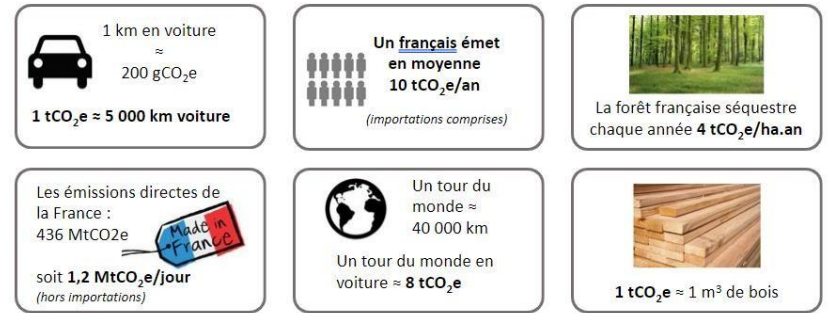 1 km en voiture
≈
200 gCO₂e
1 tCO₂e ≈ 5 000 km voiture
Un français émet
en moyenne
10 tCO₂e/an
(importations comprises)
La forêt française séquestre
chaque année 4 tCO₂e/ha.an
Les émissions directes de
la France :
436 MtCO2e
Made in
France
soit 1,2 MtCO₂e/jour
(hors importations)
Un tour du
monde ≈
40 000 km
Un tour du monde en
voiture ≈ 8 tCO₂e
1 tCO₂e ≈ 1 m³ de bois